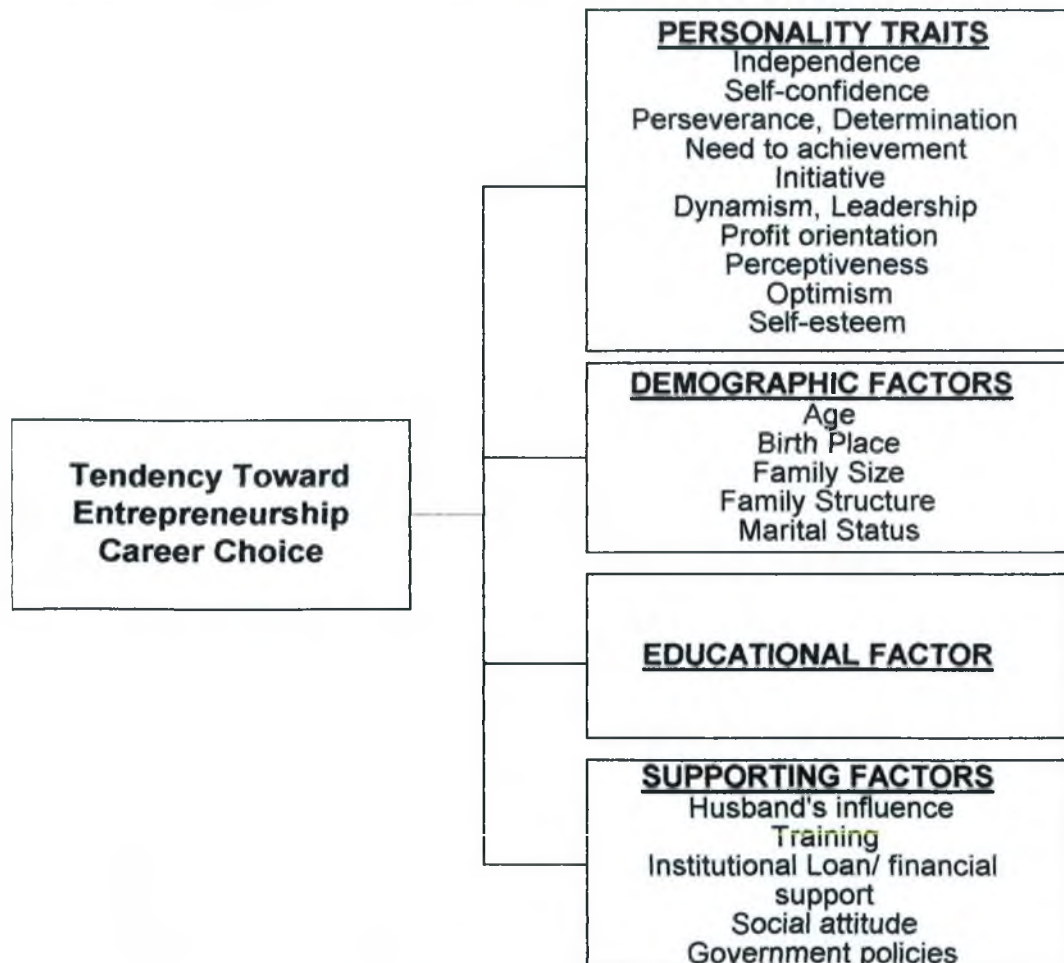 PERSONALITY TRAITS
Independence
Self-confidence
Perseverance, Determination
Need to achievement
Initiative
Dynamism, Leadership
Profit orientation
Perceptiveness
Optimism
Self-esteem
DEMOGRAPHIC FACTORS
Age
Birth Place
Family Size
Family Structure
Marital Status
Tendency Toward
Entrepreneurship
Career Choice
EDUCATIONAL FACTOR
SUPPORTING FACTORS
Husband's influence
Training
Institutional Loan/ financial
support
Social attitude
Government policies